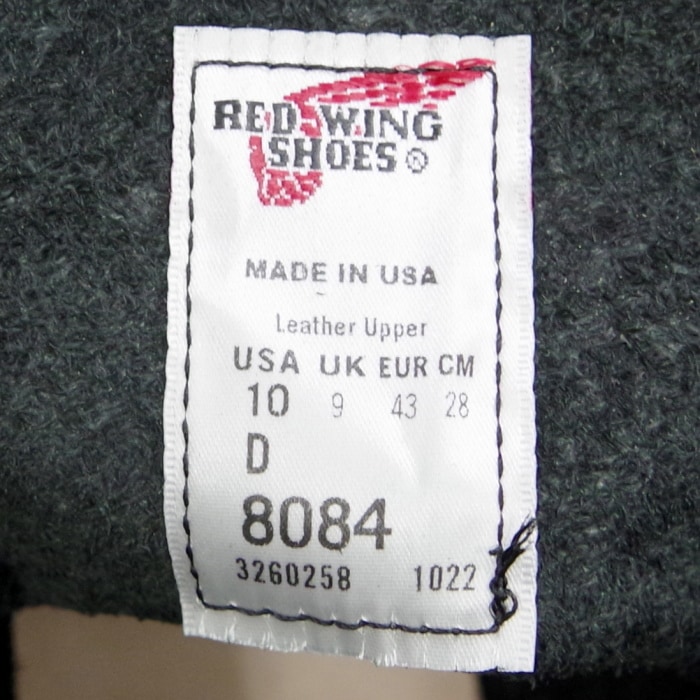 RED WING
SHOES ®
MADE IN USA
Leather Upper
USA UK EUR CM
10 9 43 28
D
8084
3260258 1022